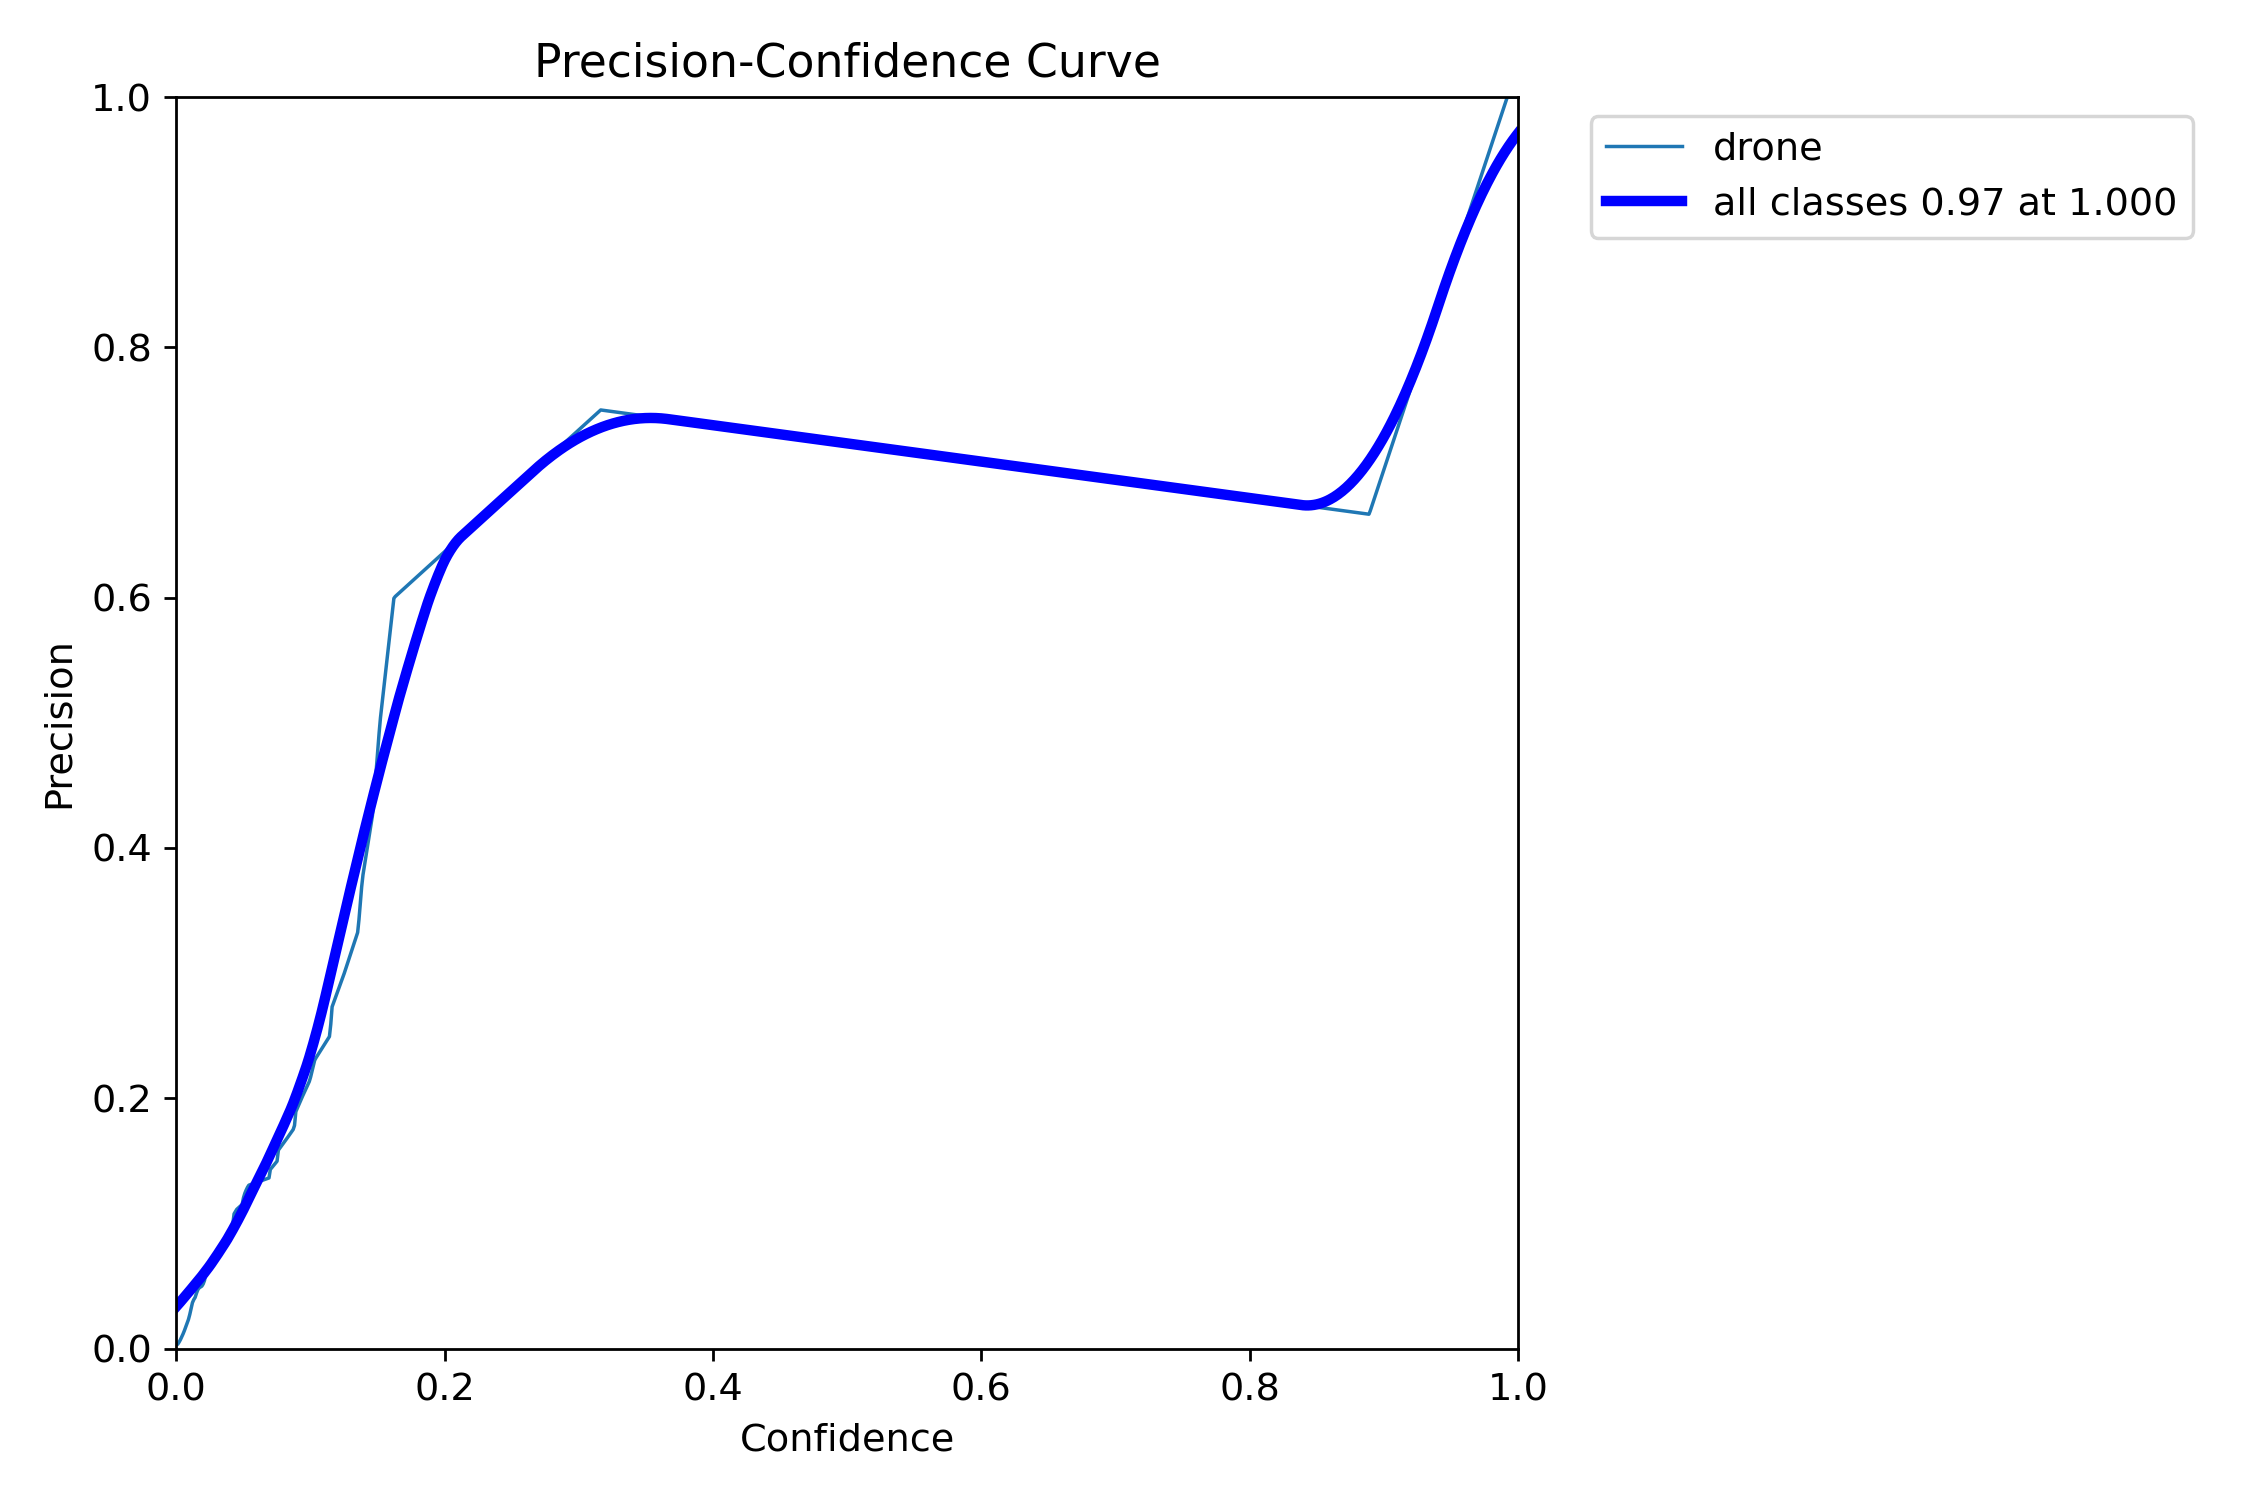 Precision-Confidence Curve
1.0
0.8
0.6
0.4
0.2
0.0
Precision
0.0 0.2 0.4 0.6 0.8 1.0
Confidence
drone
all classes 0.97 at 1.000